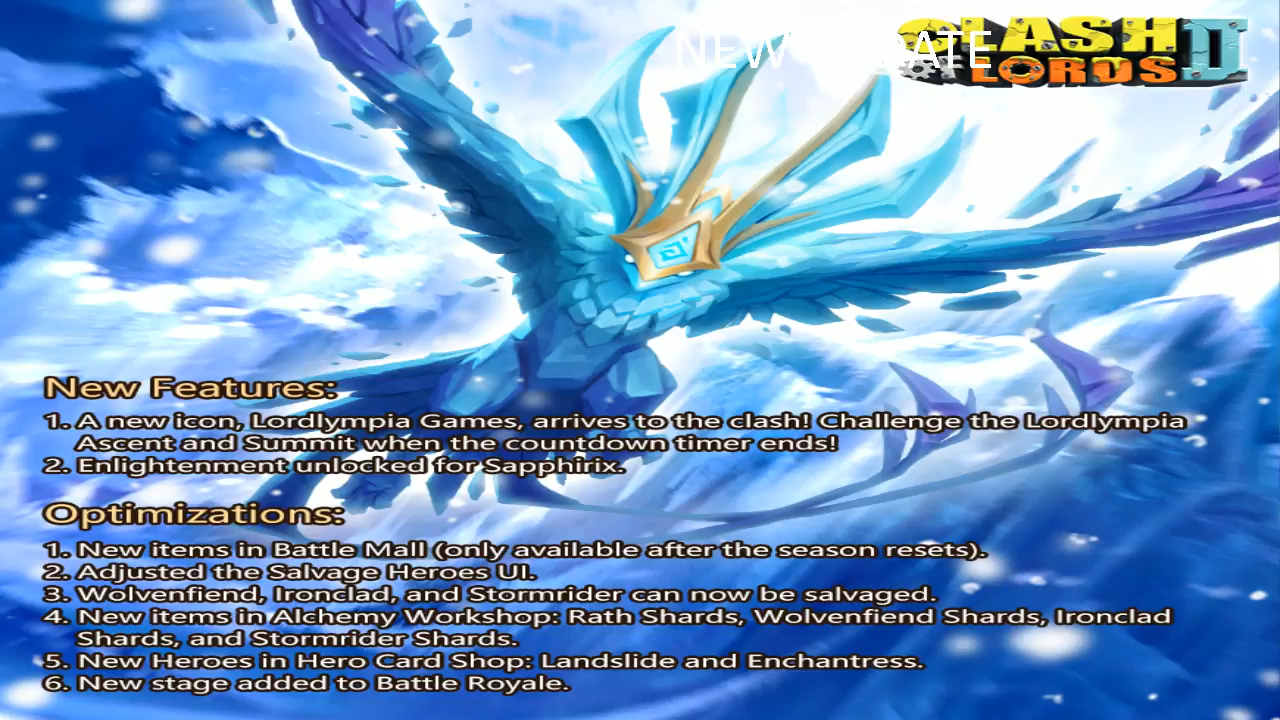 NEW UPDATE
CLASH
LORDS II
New Features:
1. A new icon, Lordlympia Games, arrives to the clash! Challenge the Lordlympia
Ascent and Summit when the countdown timer ends!
2. Enlightenment unlocked for Sapphirix.
Optimizations:
1. New items in Battle Mall (only available after the season resets).
2. Adjusted the Salvage Heroes UI.
3. Wolvenfiend, Ironclad, and Stormrider can now be salvaged.
4. New items in Alchemy Workshop: Rath Shards, Wolvenfiend Shards, Ironclad
Shards, and Stormrider Shards.
5. New Heroes in Hero Card Shop: Landslide and Enchantress.
6. New stage added to Battle Royale.